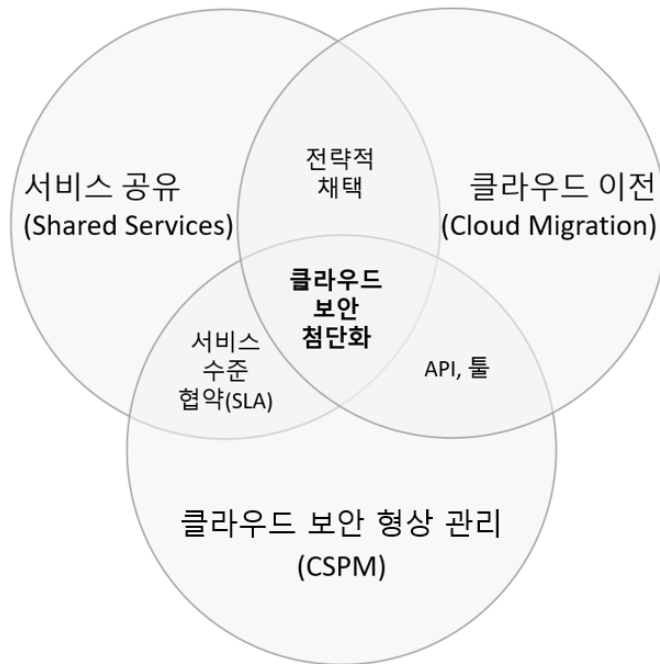 전략적
채택
서비스 공유
(Shared Services)
클라우드 이전
(Cloud Migration)
클라우드
보안
첨단화
서비스
수준
협약(SLA)
API, 툴
클라우드 보안 형상 관리
(CSPM)